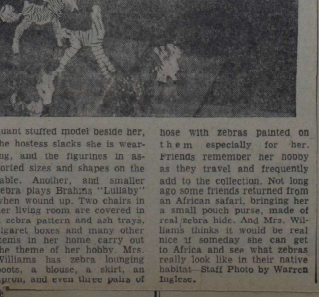 uant stuffed model beside her,
he hostess slacks she is wear-
ng, and the figurines in as-
orted sizes and shapes on the
able. Another, and smaller
ebra plays Brahms "Lullaby"
when wound up. Two chairs in
er living room are covered in
zebra pattern and ash trays,
igaret boxes and many other
tems in her home carry out
he theme of her hobby. Mrs.
Williams has zebra lounging
oots, a blouse, a skirt, an
pron, and even three pairs of
hose with zebras painted on
them especially for her.
Friends remember her hobby
as they travel and frequently
add to the collection. Not long
ago some friends returned from
an African safari, bringing her
a small pouch purse, made of
real zebra hide. And Mrs. Wil-
liams thinks it would be real
nice if someday she can get
to Africa and see what zebras
really look like in their native
habitat—Staff Photo by Warren
Inglese.